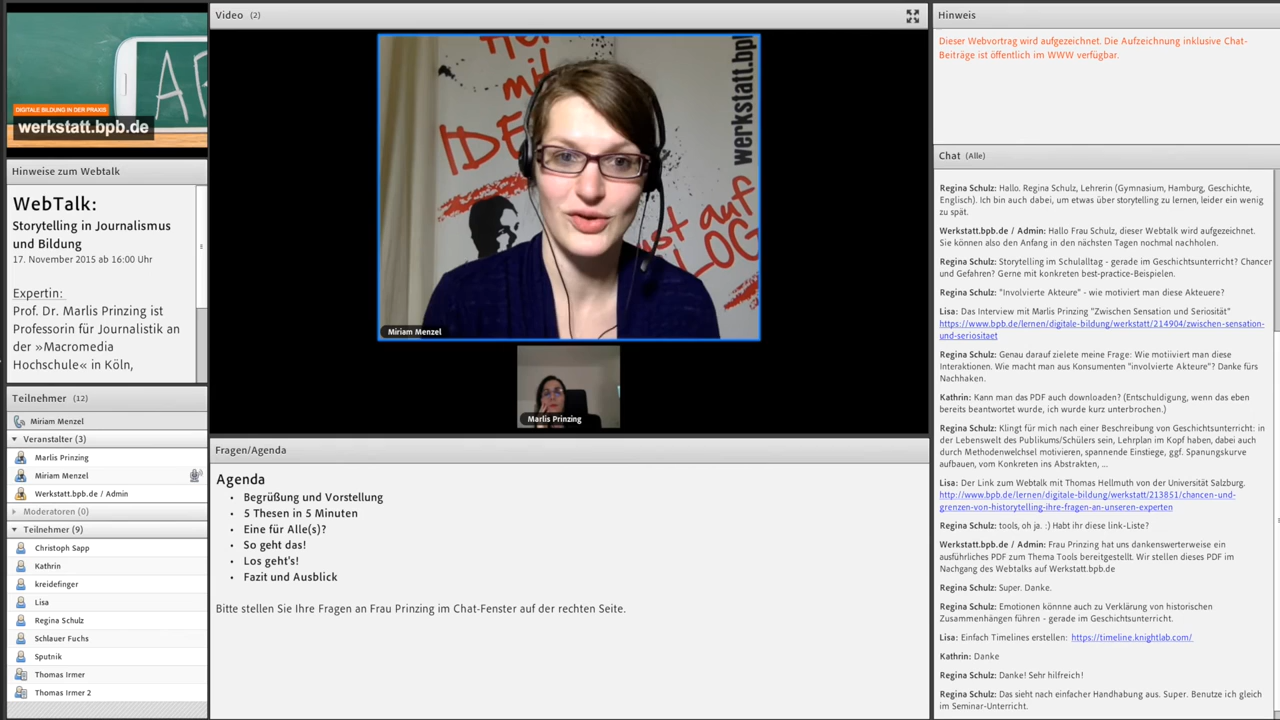 DIGITALE BILDUNG IN DER PRAXIS
werkstatt.bpb.de
Hinweise zum Webtalk
WebTalk:
Storytelling in Journalismus
und Bildung
17. November 2015 ab 16:00 Uhr
Expertin:
Prof. Dr. Marlis Prinzing ist
Professorin für Journalistik an
der »Macromedia
Hochschule« in Köln,
Teilnehmer (12)
Miriam Menzel
Veranstalter (3)
Marlis Prinzing
Miriam Menzel
Werkstatt.bpb.de / Admin
Moderatoren (0)
Teilnehmer (9)
Christoph Sapp
Kathrin
kreidefinger
Lisa
Regina Schulz
Schlauer Fuchs
Sputnik
Thomas Irmer
Thomas Irmer 2
Video (2)
mit
werkstatt.bpb
Miriam Menzel
Marlis Prinzing
Fragen/Agenda
Agenda
• Begrüßung und Vorstellung
• 5 Thesen in 5 Minuten
• Eine für Alle(s)?
• So geht das!
• Los geht's!
• Fazit und Ausblick
Bitte stellen Sie Ihre Fragen an Frau Prinzing im Chat-Fenster auf der rechten Seite.
Hinweis
Dieser Webvortrag wird aufgezeichnet. Die Aufzeichnung inklusive Chat-
Beiträge ist öffentlich im WWW verfügbar.
Chat (Alle)
Regina Schulz: Hallo. Regina Schulz, Lehrerin (Gymnasium, Hamburg, Geschichte,
Englisch). Ich bin auch dabei, um etwas über storytelling zu lernen, leider ein wenig
zu spät.
Werkstatt.bpb.de / Admin: Hallo Frau Schulz, dieser Webtalk wird aufgezeichnet.
Sie können also den Anfang in den nächsten Tagen nochmal nachholen.
Regina Schulz: Storytelling im Schulalltag - gerade im Geschichtsunterricht? Chancen
und Gefahren? Gerne mit konkreten best-practice-Beispielen.
Regina Schulz: "Involvierte Akteure" - wie motiviert man diese Akteuere?
Lisa: Das Interview mit Marlis Prinzing "Zwischen Sensation und Seriosität"
https://www.bpb.de/lernen/digitale-bildung/werkstatt/214904/zwischen-sensation-
und-seriositaet
Regina Schulz: Genau darauf zielete meine Frage: Wie motiiviert man diese
Interaktionen. Wie macht man aus Konsumenten "involvierte Akteure"? Danke fürs
Nachhaken.
Kathrin: Kann man das PDF auch downloaden? (Entschuldigung, wenn das eben
bereits beantwortet wurde, ich wurde kurz unterbrochen.)
Regina Schulz: Klingt für mich nach einer Beschreibung von Geschichtsunterricht: in
der Lebenswelt des Publikums/Schülers sein, Lehrplan im Kopf haben, dabei auch
durch Methodenwechsel motivieren, spannende Einstiege, ggf. Spanungskurve
aufbauen, vom Konkreten ins Abstrakten, ...
Lisa: Der Link zum Webtalk mit Thomas Hellmuth von der Universität Salzburg.
http://www.bpb.de/lernen/digitale-bildung/werkstatt/213851/chancen-und-
grenzen-von-historytelling-ihre-fragen-an-unseren-experten
Regina Schulz: tools, oh ja. :) Habt ihr diese link-Liste?
Werkstatt.bpb.de / Admin: Frau Prinzing hat uns dankenswerterweise ein
ausführliches PDF zum Thema Tools bereitgestellt. Wir stellen dieses PDF im
Nachgang des Webtalks auf Werkstatt.bpb.de
Regina Schulz: Super. Danke.
Regina Schulz: Emotionen könnne auch zu Verklärung von historischen
Zusammenhängen führen - gerade im Geschichtsunterricht.
Lisa: Einfach Timelines erstellen: https://timeline.knightlab.com/
Kathrin: Danke
Regina Schulz: Danke! Sehr hilfreich!
Regina Schulz: Das sieht nach einfacher Handhabung aus. Super. Benutze ich gleich
im Seminar-Unterricht.